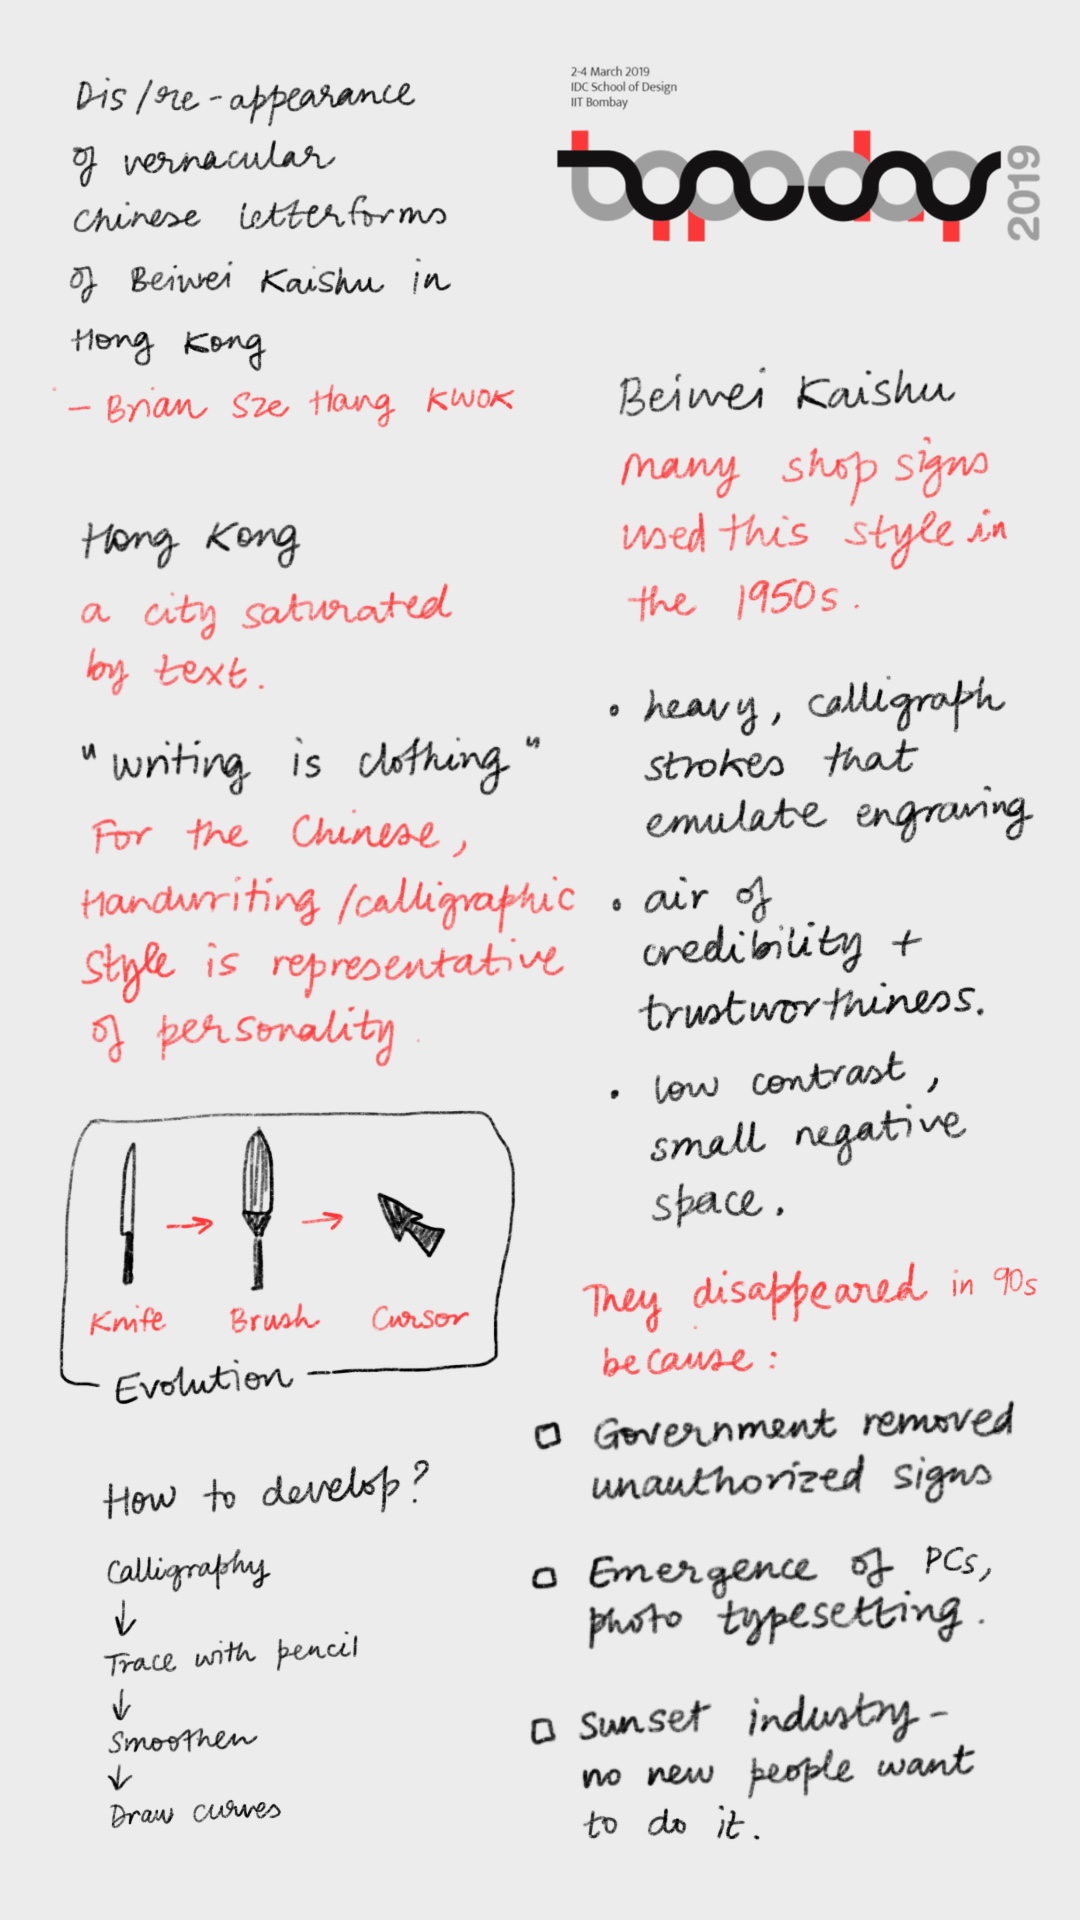 Dis/re-appearance
of vernacular
Chinese letterforms
of Beiwei Kaishu in
Hong Kong
- Brian Sze Hang KWOK
2-4 March 2019
IDC School of Design
IIT Bombay
typoday
2019
Hong Kong
a city saturated
by text.
"writing is clothing"
For the Chinese,
Handwriting/calligraphic
style is representative
of personality.
Knife → Brush → Cursor
Evolution
How to develop?
Calligraphy
↓
Trace with pencil
↓
Smoothen
↓
Draw curves
Beiwei Kaishu
many shop signs
used this style in
the 1950s.
• heavy, calligraph
strokes that
emulate engraving
• air of
credibility +
trustworthiness.
• low contrast,
small negative
space.
They disappeared in 90s
because:
□ Government removed
unauthorized signs
□ Emergence of PCs,
photo typesetting.
□ Sunset industry -
no new people want
to do it.